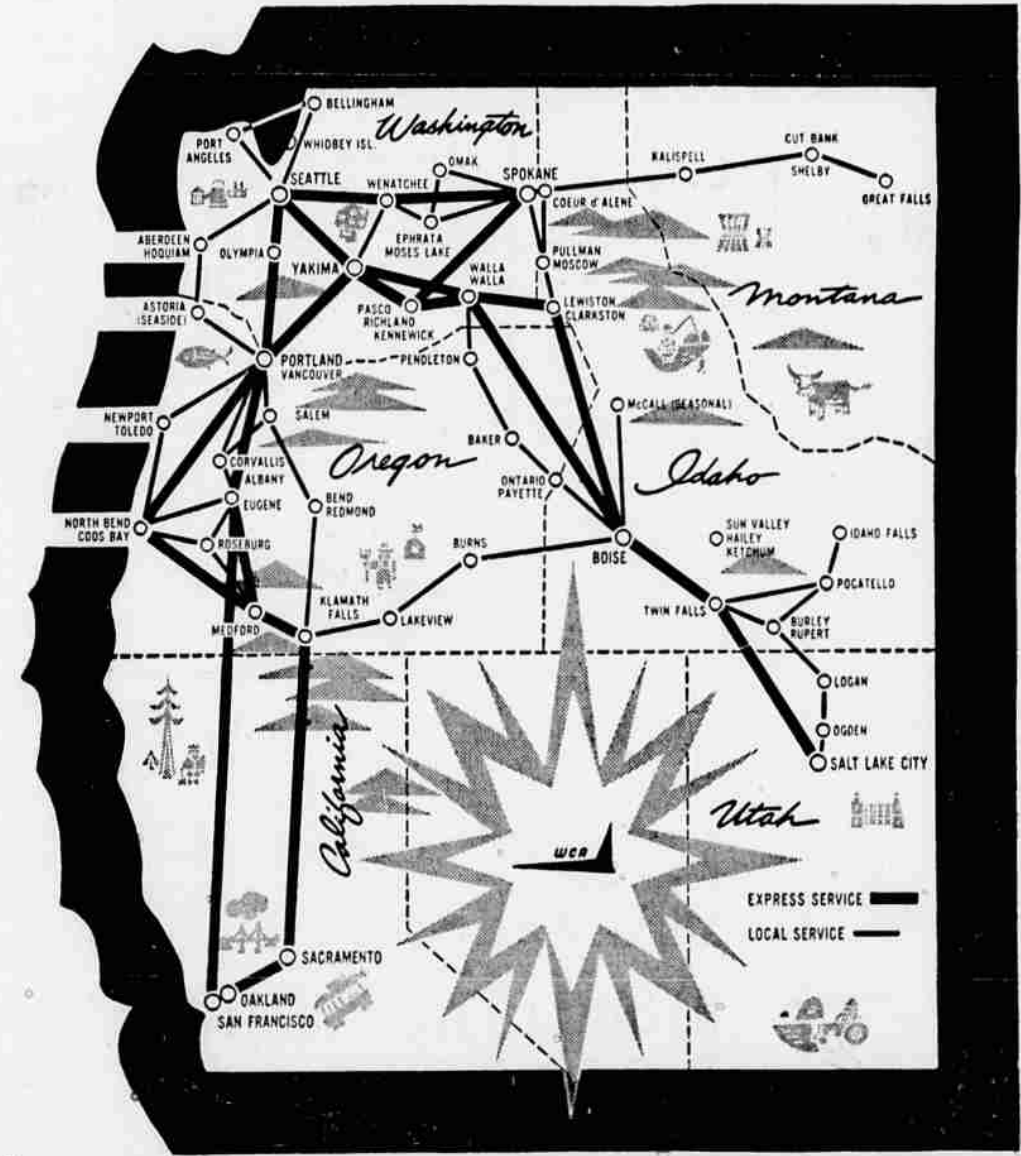 BELLINGHAM
Washington
PORT
ANGELES
WHIDBEY ISL.
OMAK
CUT BANK
SHELBY
KALISPELL
GREAT FALLS
SEATTLE
WENATCHEE
SPOKANE
COEUR d'ALENE
EPHRATA
MOSES LAKE
ABERDEEN
HOQUIAM
OLYMPIA
YAKIMA
WALLA
WALLA
PULLMAN
MOSCOW
Montana
ASTORIA
(SEASIDE)
PASCO
RICHLAND
KENNEWICK
LEWISTON
CLARKSTON
PORTLAND
VANCOUVER
PENDLETON
NEWPORT
TOLEDO
SALEM
McCALL (SEASONAL)
BAKER
Oregon
Idaho
CORVALLIS
ALBANY
ONTARIO
PAYETTE
EUGENE
BEND
REDMOND
NORTH BEND
COOS BAY
ROSEBURG
BURNS
BOISE
SUN VALLEY
HAILEY
KETCHUM
IDAHO FALLS
POCATELLO
KLAMATH
FALLS
LAKEVIEW
MEDFORD
TWIN FALLS
BURLEY
RUPERT
LOGAN
OGDEN
SALT LAKE CITY
California
Utah
WCA
EXPRESS SERVICE
LOCAL SERVICE
SACRAMENTO
OAKLAND
SAN FRANCISCO